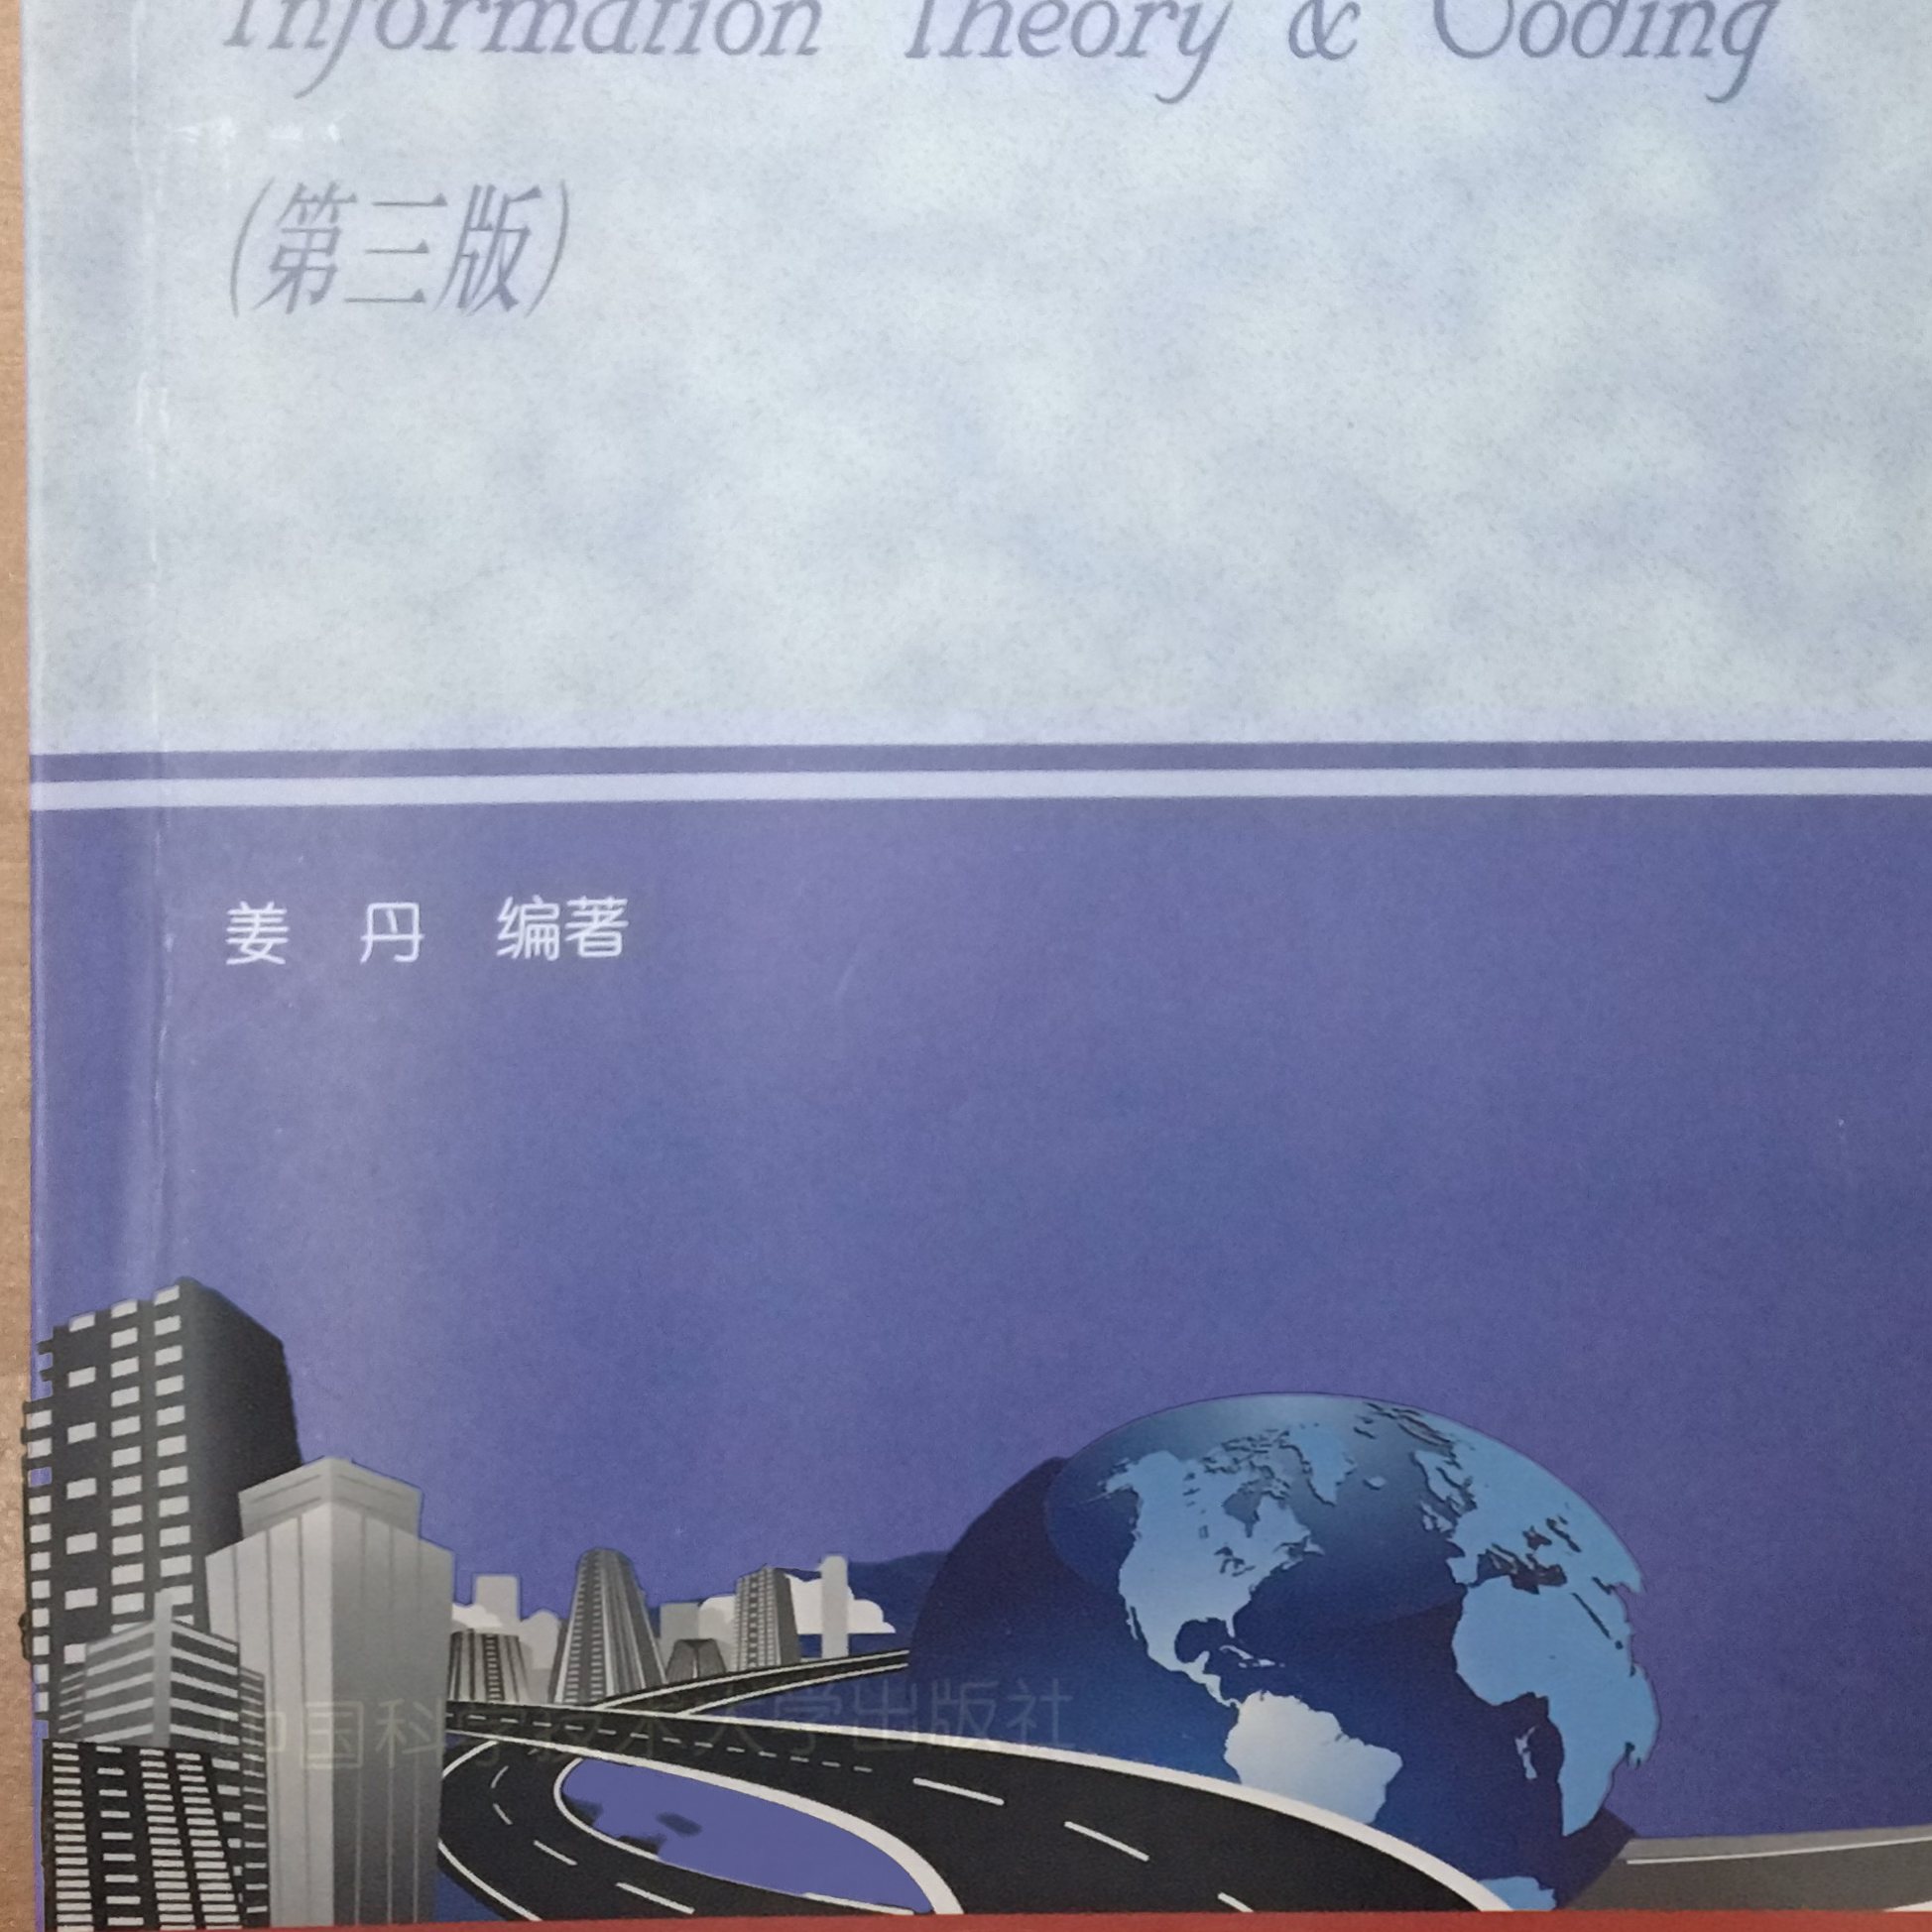 Information Theory & Coding
(第三版)
姜 丹 编著
中国科学技术大学出版社